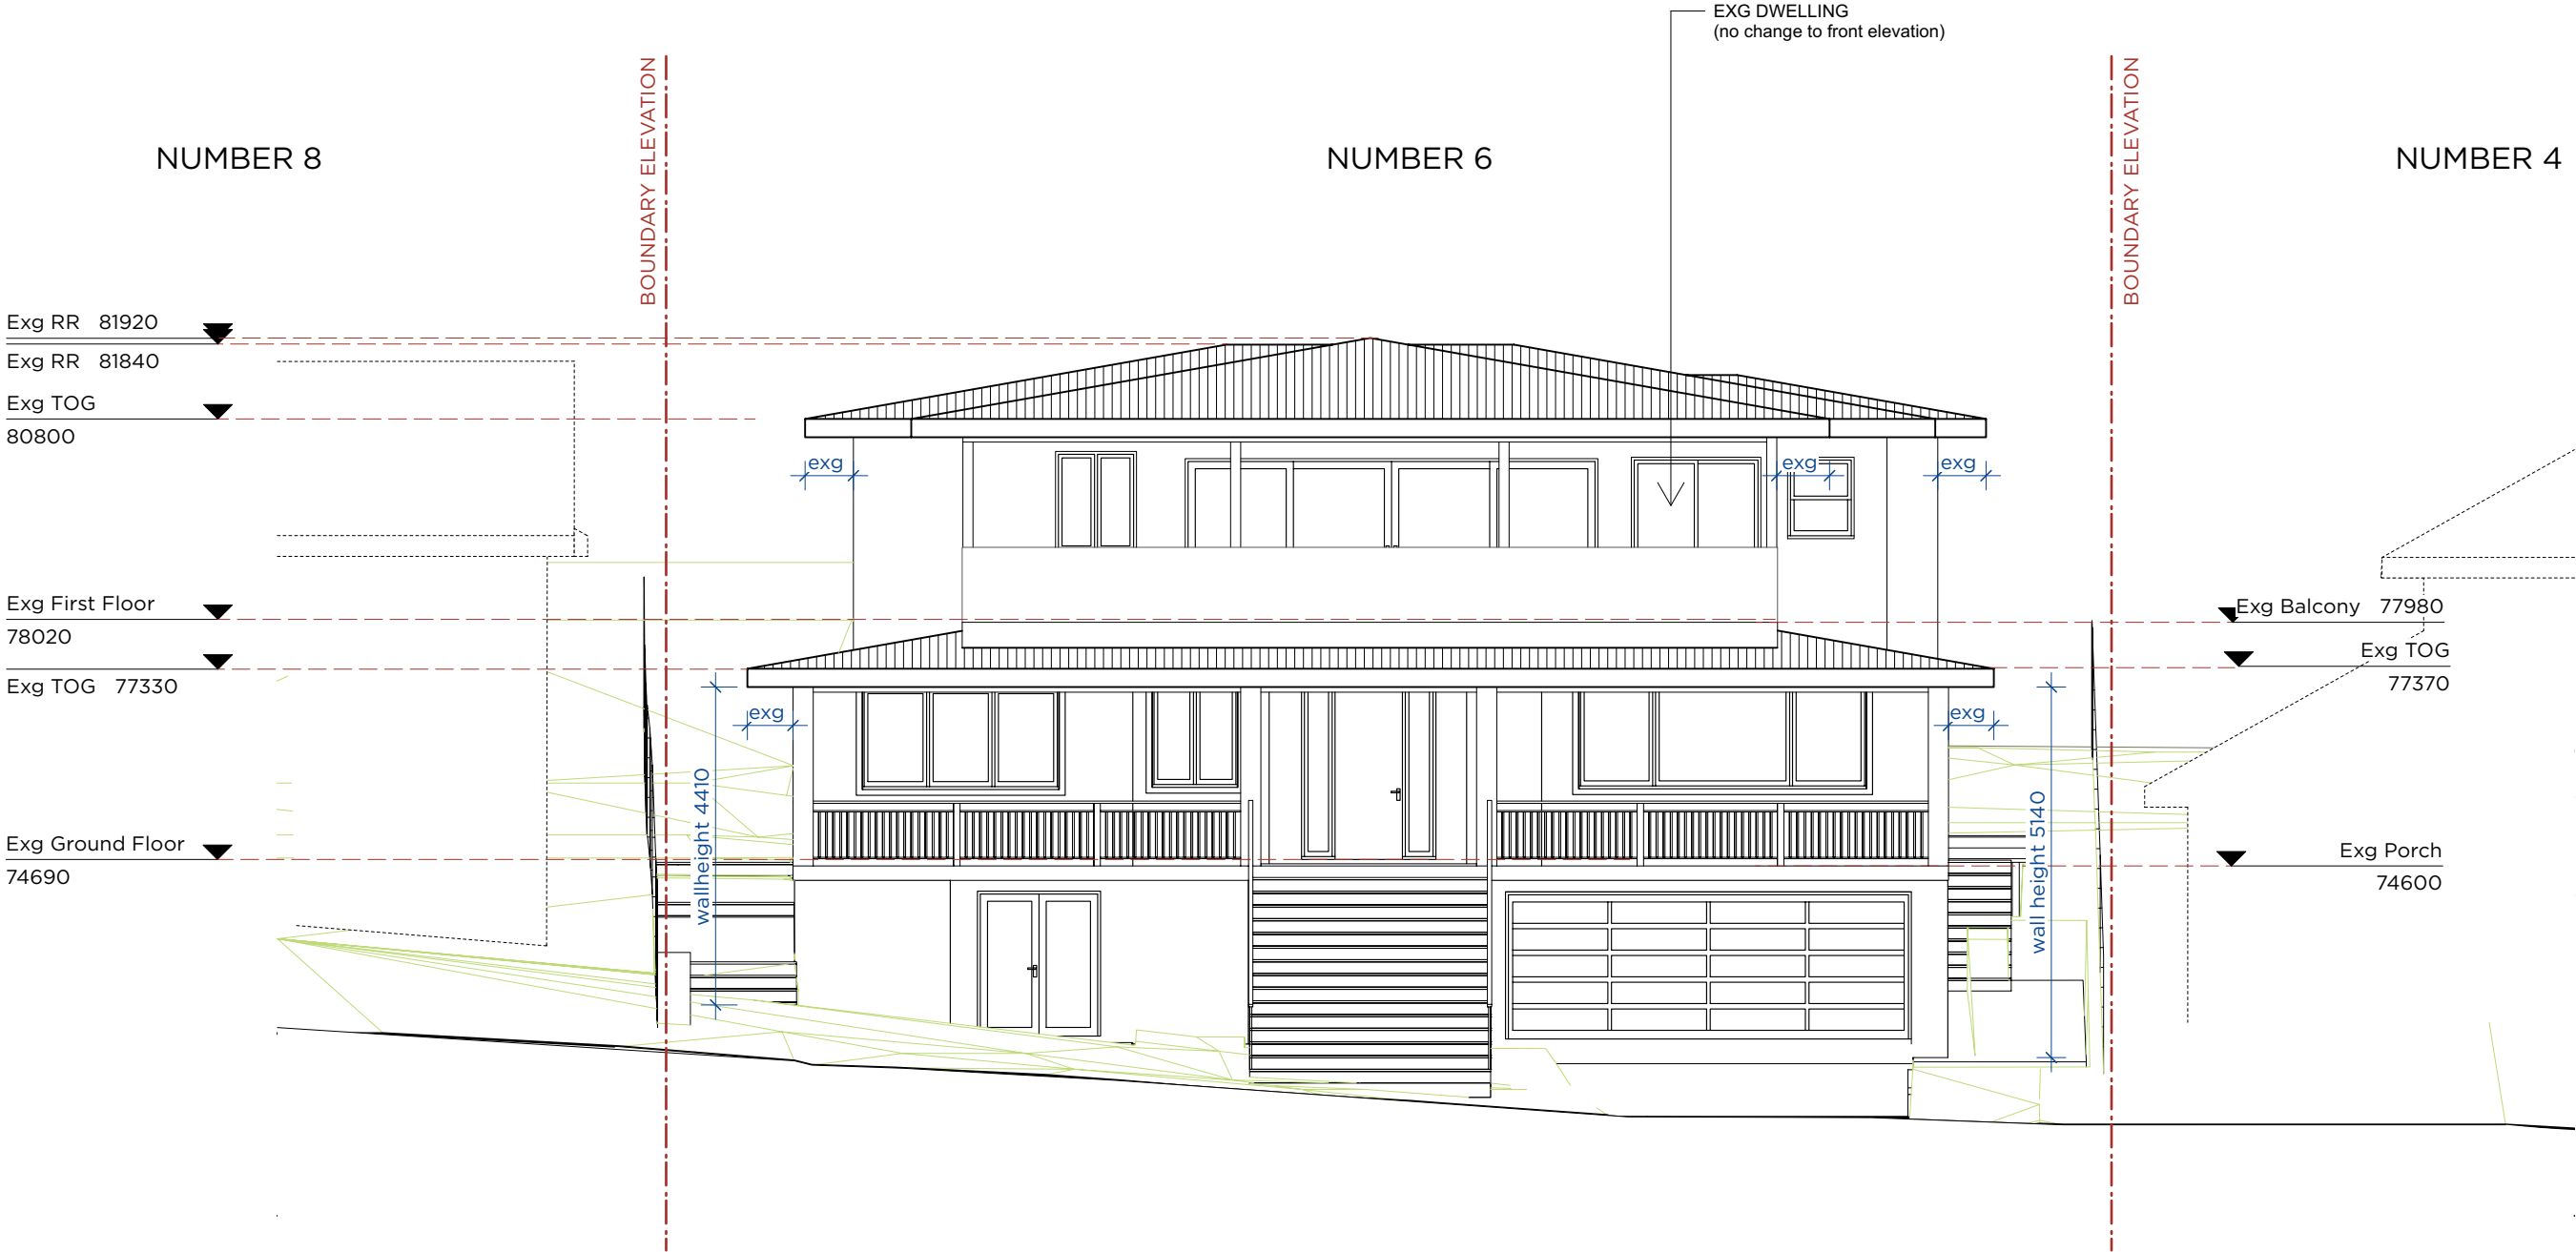 EXG DWELLING
(no change to front elevation)
BOUNDARY ELEVATION
BOUNDARY ELEVATION
NUMBER 8
NUMBER 6
NUMBER 4
Exg RR 81920
Exg RR 81840
Exg TOG
80800
exg
exg
exg
Exg First Floor
78020
Exg Balcony 77980
Exg TOG
77370
Exg TOG 77330
exg
exg
wallheight 4410
wall height 5140
Exg Ground Floor
74690
Exg Porch
74600